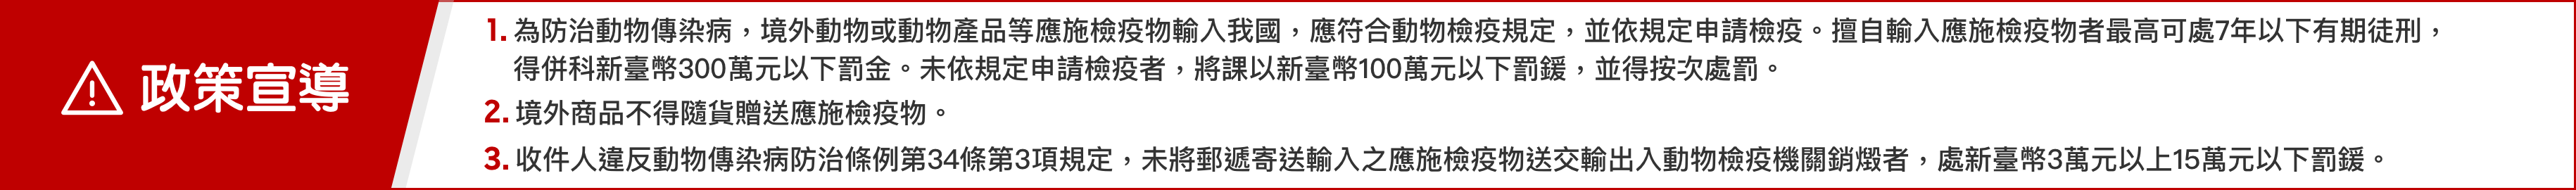 政策宣導
1. 為防治動物傳染病，境外動物或動物產品等應施檢疫物輸入我國，應符合動物檢疫規定，並依規定申請檢疫。擅自輸入應施檢疫物者最高可處7年以下有期徒刑，
得併科新臺幣300萬元以下罰金。未依規定申請檢疫者，將課以新臺幣100萬元以下罰鍰，並得按次處罰。
2. 境外商品不得隨貨贈送應施檢疫物。
3. 收件人違反動物傳染病防治條例第34條第3項規定，未將郵遞寄送輸入之應施檢疫物送交輸出入動物檢疫機關銷燬者，處新臺幣3萬元以上15萬元以下罰鍰。